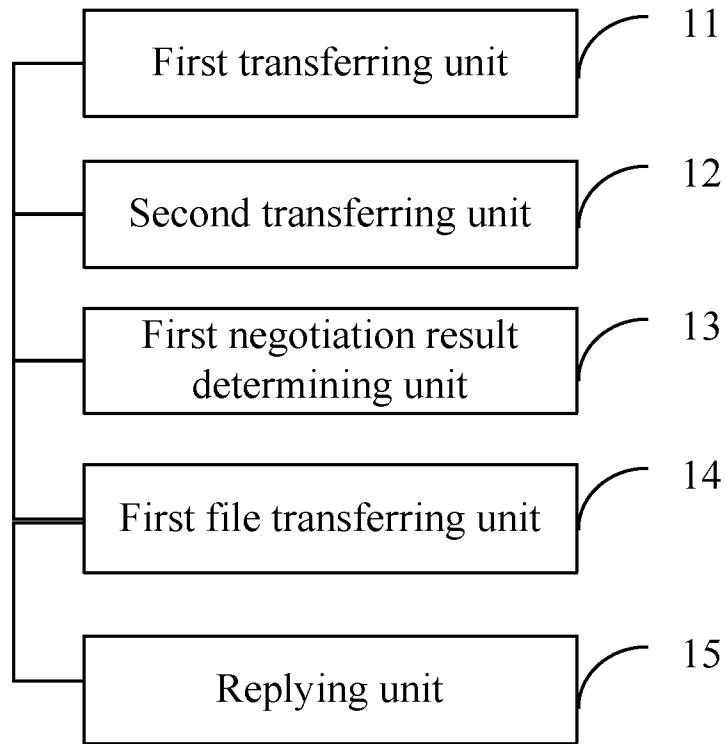 11
First transferring unit
12
Second transferring unit
13
First negotiation result
determining unit
14
First file transferring unit
15
Replying unit